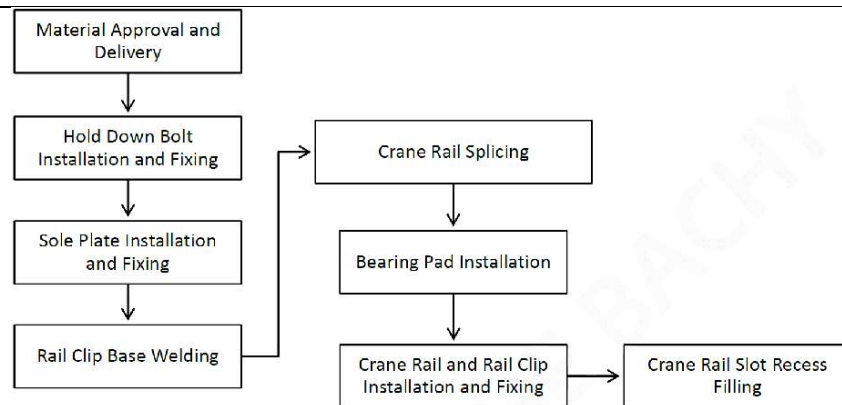 Material Approval and
Delivery
Hold Down Bolt
Installation and Fixing
Sole Plate Installation
and Fixing
Rail Clip Base Welding
Crane Rail Splicing
Bearing Pad Installation
Crane Rail and Rail Clip
Installation and Fixing
Crane Rail Slot Recess
Filling
BACHY